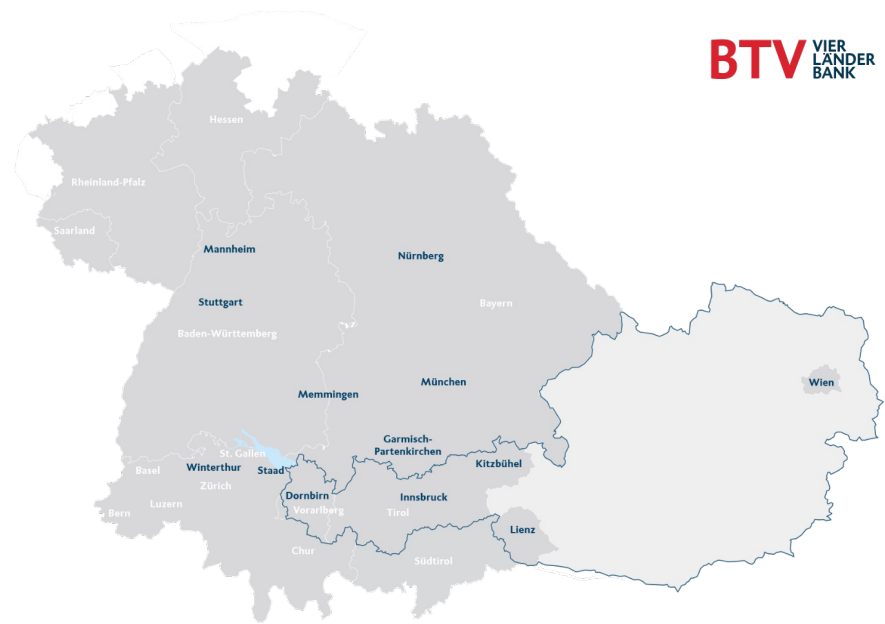 BTV VIER
LÄNDER
BANK
Hessen
Rheinland-Pfalz
Saarland
Mannheim
Nürnberg
Stuttgart
Bayern
Baden-Württemberg
Wien
München
Memmingen
Garmisch-
Partenkirchen
St. Gallen
Kitzbühel
Basel
Winterthur
Staad
Zürich
Dornbirn
Innsbruck
Luzern
Bern
Vorarlberg
Tirol
Lienz
Chur
Südtirol